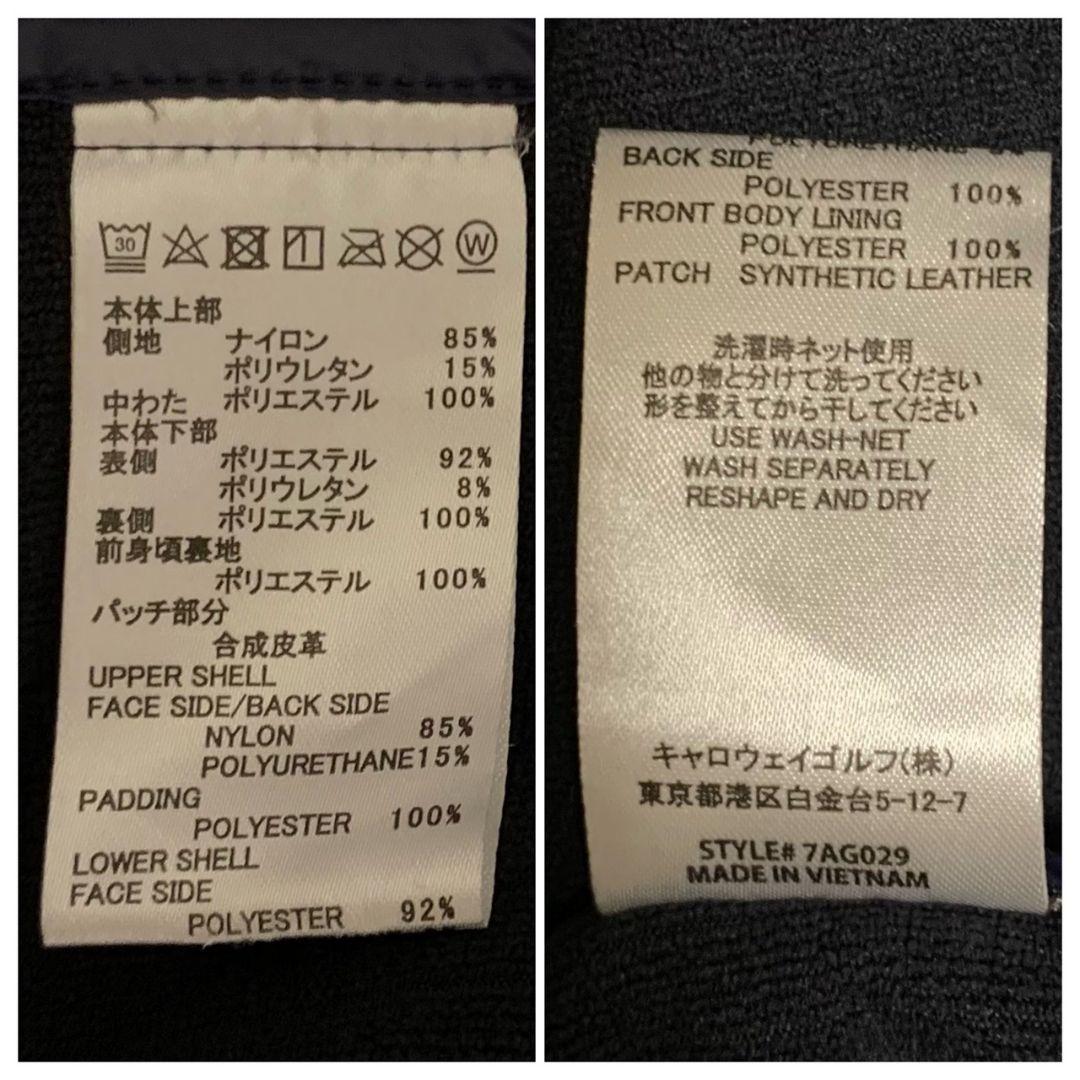 30
W
本体上部
側地 ナイロン 85%
ポリウレタン 15%
中わた ポリエステル 100%
本体下部
表側 ポリエステル 92%
ポリウレタン 8%
裏側 ポリエステル 100%
前身頃裏地
ポリエステル 100%
パッチ部分
合成皮革
UPPER SHELL
FACE SIDE/BACK SIDE
NYLON 85%
POLYURETHANE15%
PADDING
POLYESTER 100%
LOWER SHELL
FACE SIDE
POLYESTER 92%
POLYURETHANE
BACK SIDE
POLYESTER 100%
FRONT BODY LINING
POLYESTER 100%
PATCH SYNTHETIC LEATHER
洗濯時ネット使用
他の物と分けて洗ってください
形を整えてから干してください
USE WASH-NET
WASH SEPARATELY
RESHAPE AND DRY
キャロウェイゴルフ(株)
東京都港区白金台5-12-7
STYLE# 7AG029
MADE IN VIETNAM